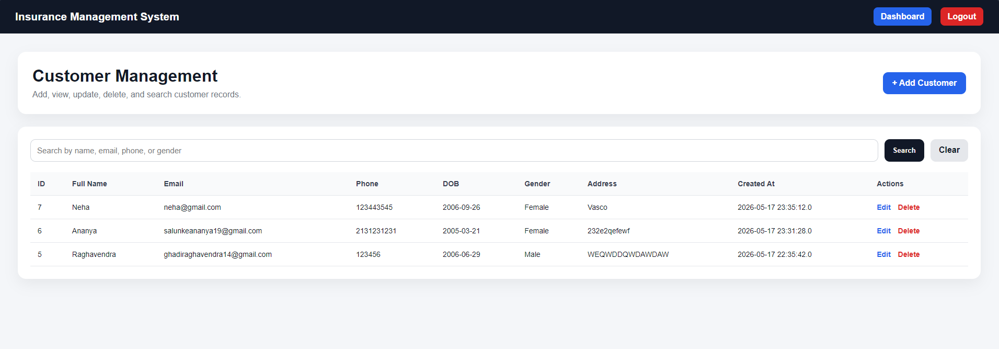 Insurance Management System Dashboard Logout
Customer Management
Add, view, update, delete, and search customer records.
+ Add Customer
Search by name, email, phone, or gender Search Clear
ID Full Name Email Phone DOB Gender Address Created At Actions
7 Neha neha@gmail.com 123443545 2006-09-26 Female Vasco 2026-05-17 23:35:12.0 Edit Delete
6 Ananya salunkeananya19@gmail.com 2131231231 2005-03-21 Female 232e2qefewf 2026-05-17 23:31:28.0 Edit Delete
5 Raghavendra ghadiraghavendra14@gmail.com 123456 2006-06-29 Male WEQWDDQWDAWDAW 2026-05-17 22:35:42.0 Edit Delete